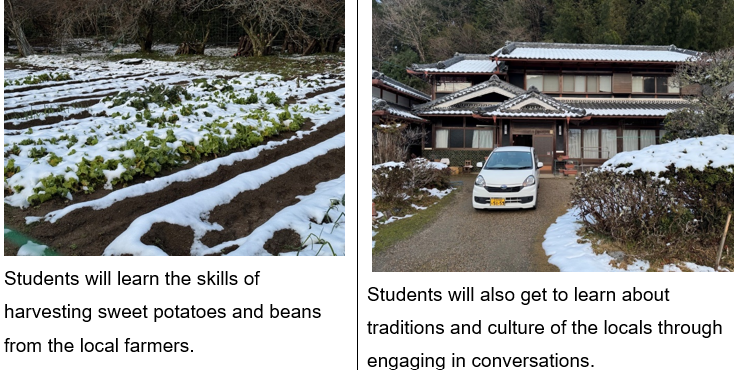 Students will learn the skills of
harvesting sweet potatoes and beans
from the local farmers.
Students will also get to learn about
traditions and culture of the locals through
engaging in conversations.